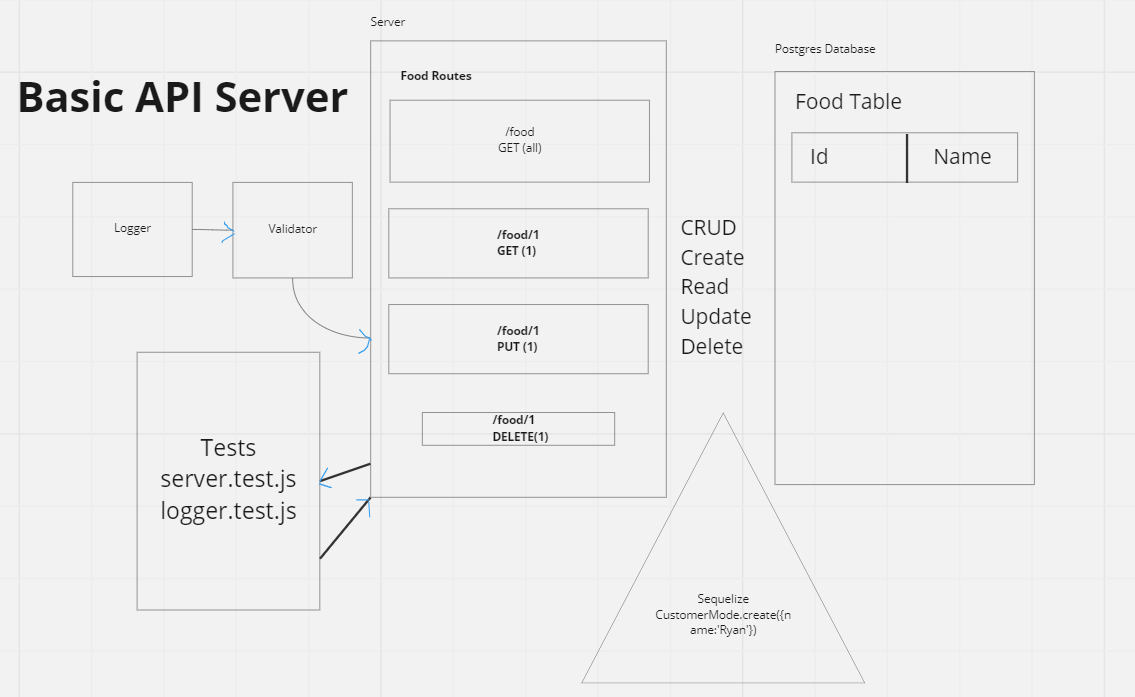 Server
Postgres Database
Basic API Server
Food Routes
/food
GET (all)
/food/1
GET (1)
/food/1
PUT (1)
/food/1
DELETE(1)
Logger
Validator
Tests
server.test.js
logger.test.js
CRUD
Create
Read
Update
Delete
Food Table
Id
Name
Sequelize
CustomerMode.create({n
ame:'Ryan'})